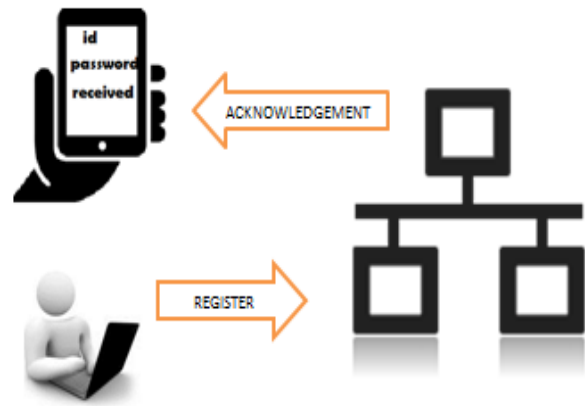 id
password
received
ACKNOWLEDGEMENT
REGISTER